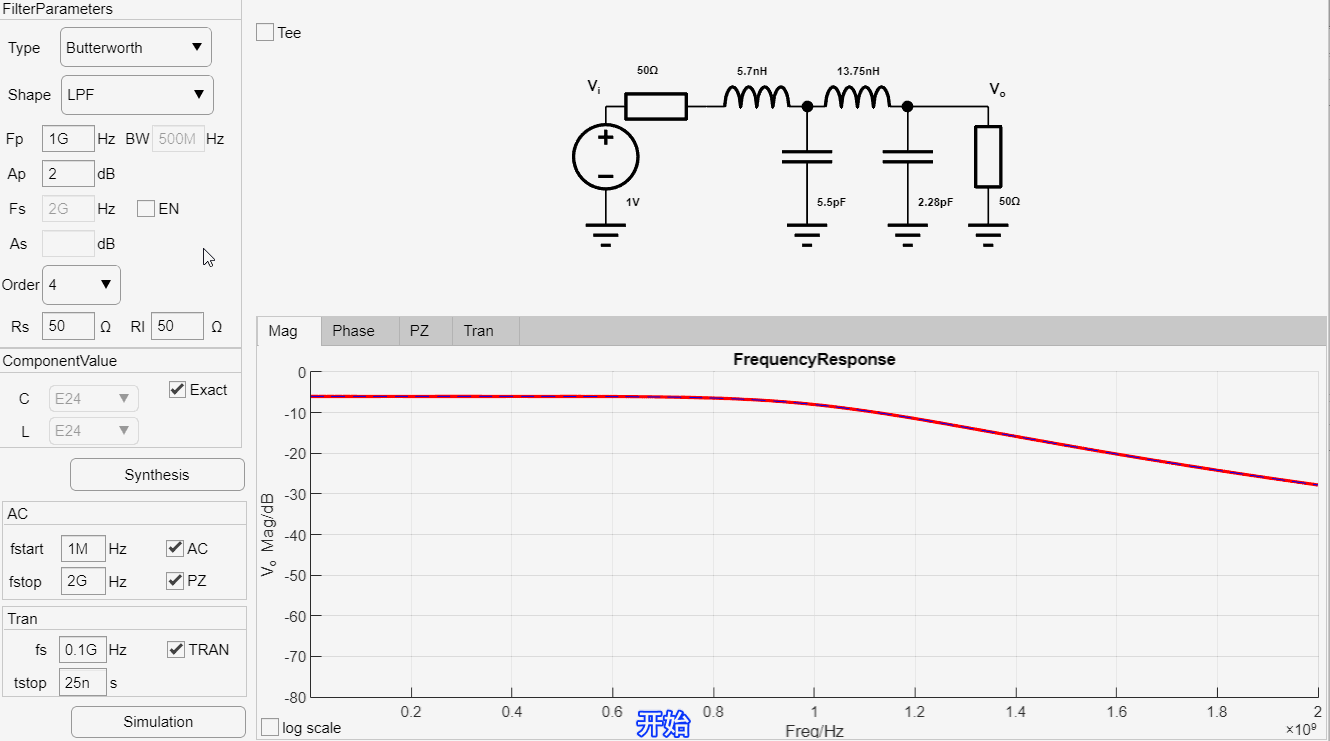 FilterParameters
Type Butterworth
Shape LPF
Fp 1G Hz BW 500M Hz
Ap 2 dB
Fs 2G Hz EN
As dB
Order 4
Rs 50 Ω Rl 50 Ω
ComponentValue
C E24 Exact
L E24
Synthesis
AC
fstart 1M Hz AC
fstop 2G Hz PZ
Tran
fs 0.1G Hz TRAN
tstop 25n s
Simulation
Tee
50Ω 5.7nH 13.75nH
Vi Vo
1V 5.5pF 2.28pF 50Ω
Mag Phase PZ Tran
FrequencyResponse
0
-10
-20
-30
-40
-50
-60
-70
-80
Vo Mag/dB
0.2 0.4 0.6 0.8 1 1.2 1.4 1.6 1.8 2
Freq/Hz
×10⁹
log scale
开始